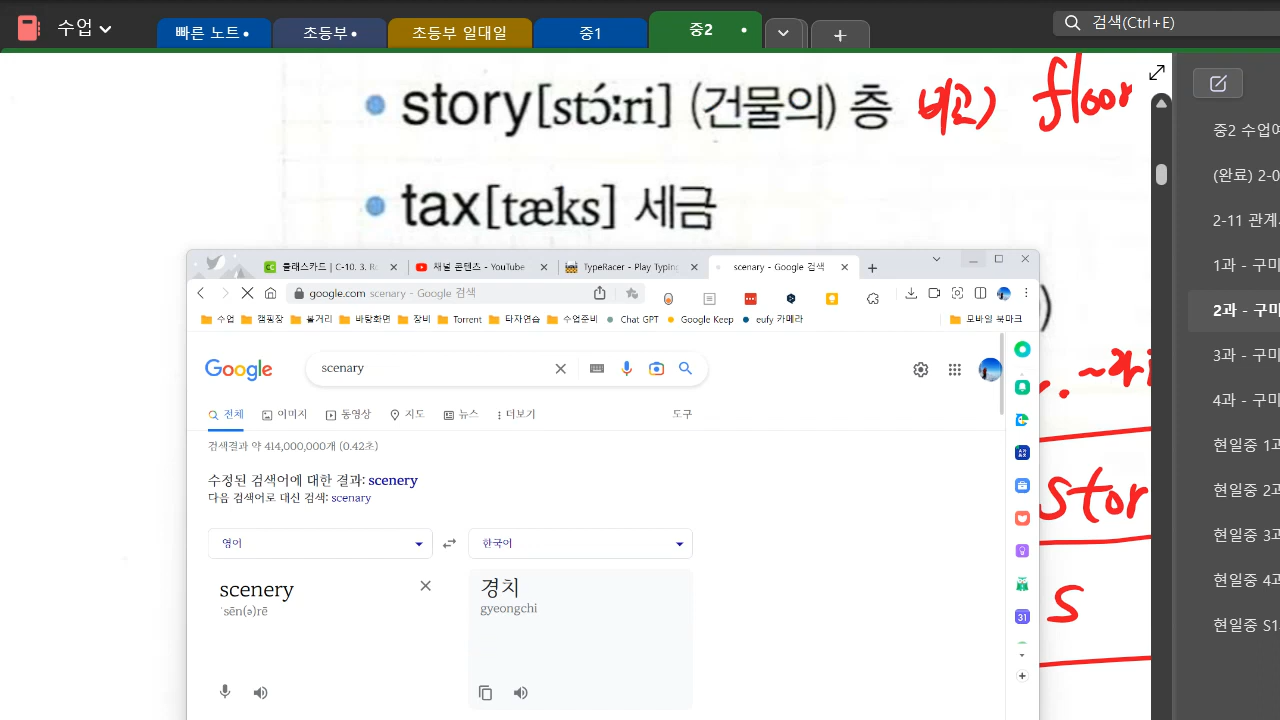 수업
빠른 노트
초등부
초등부 일대일
중1
중2
검색(Ctrl+E)
story[stɔ́ːri] (건물의) 층 비교) floor
tax[tæks] 세금
중2 수업
(완료) 2-0
2-11 관계
1과 - 구미
2과 - 구미
3과 - 구미
4과 - 구미
현일중 1과
현일중 2과
현일중 3과
현일중 4과
현일중 S1
클래스카드 | C-10. 3. R
채널 콘텐츠 - YouTube
TypeRacer - Play Typing
scenary - Google 검색
google.com scenary - Google 검색
수업 캠핑장 볼거리 바탕화면 장비 Torrent 타자연습 수업준비 Chat GPT Google Keep eufy 카메라 모바일 북마크
Google
scenary
전체 이미지 동영상 지도 뉴스 더보기 도구
검색결과 약 414,000,000개 (0.42초)
수정된 검색어에 대한 결과: scenery
다음 검색어로 대신 검색: scenary
영어 한국어
scenery 경치
ˈsēn(ə)rē gyeongchi
stor
s
31